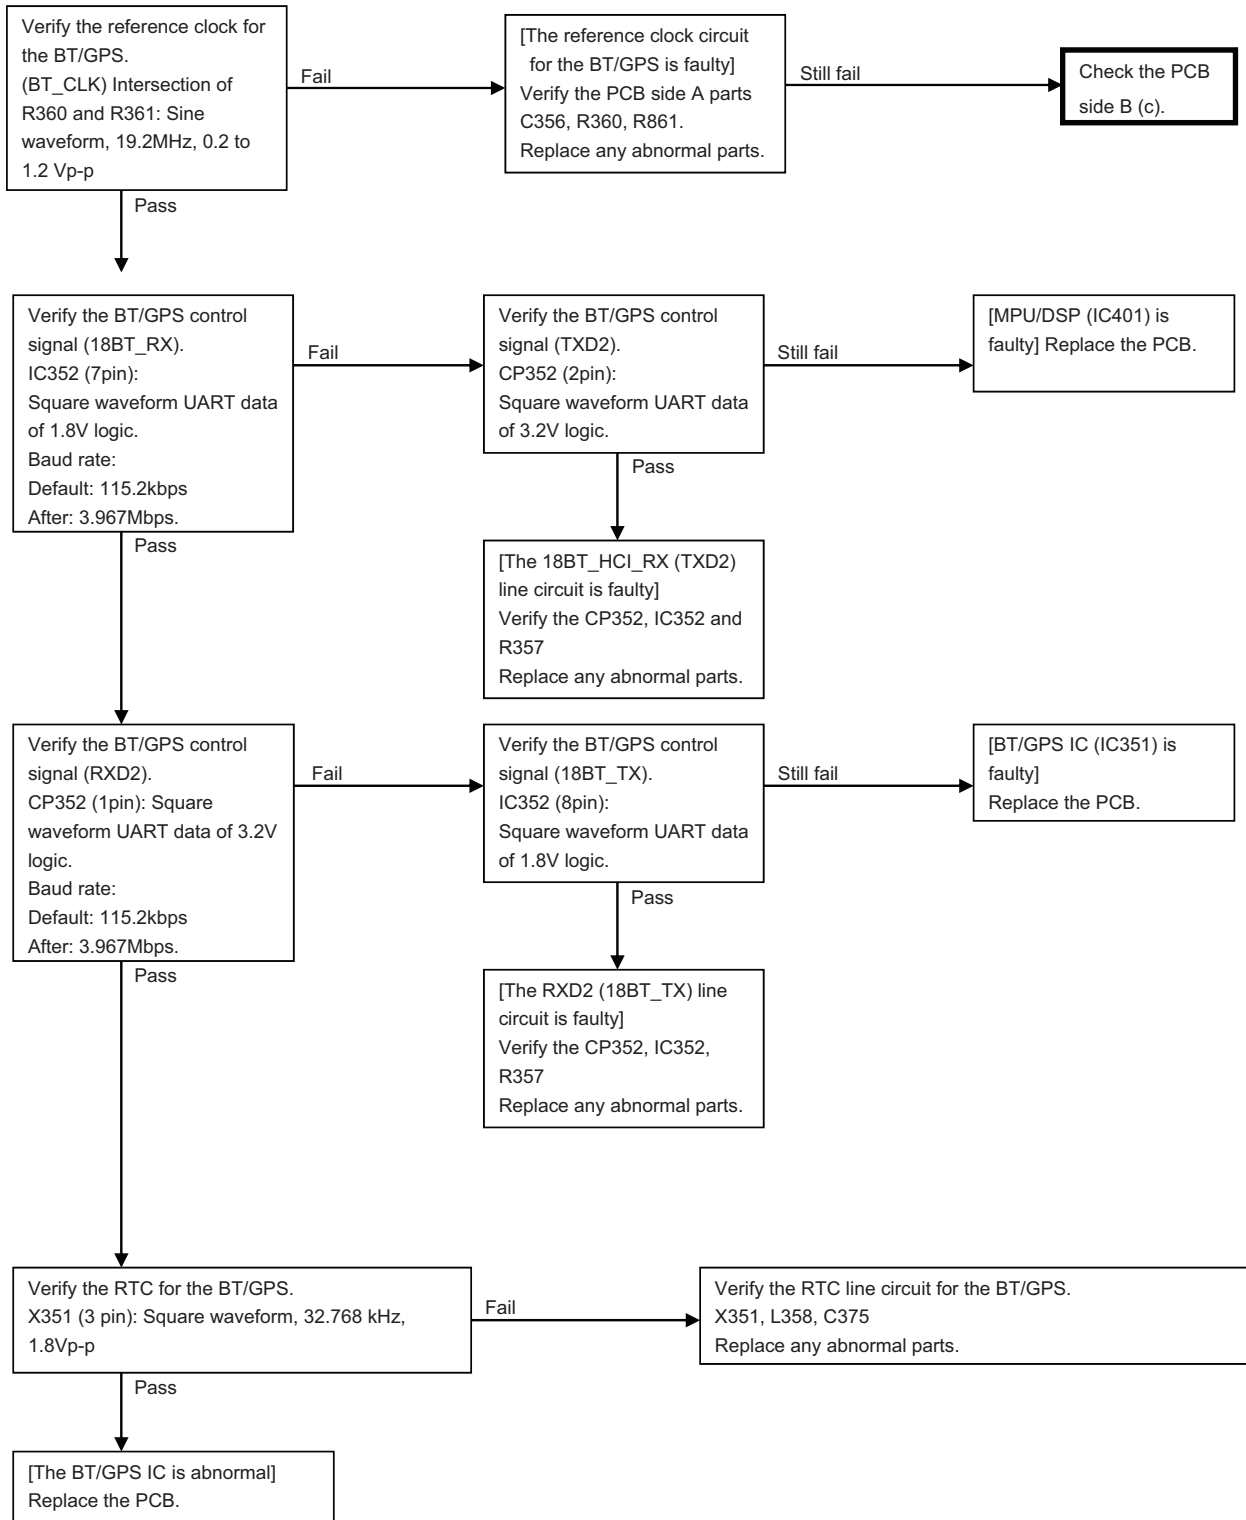 Verify the reference clock for
the BT/GPS.
(BT_CLK) Intersection of
R360 and R361: Sine
waveform, 19.2MHz, 0.2 to
1.2 Vp-p
Fail
[The reference clock circuit
for the BT/GPS is faulty]
Verify the PCB side A parts
C356, R360, R861.
Replace any abnormal parts.
Still fail
Check the PCB
side B (c).
Pass
Verify the BT/GPS control
signal (18BT_RX).
IC352 (7pin):
Square waveform UART data
of 1.8V logic.
Baud rate:
Default: 115.2kbps
After: 3.967Mbps.
Fail
Verify the BT/GPS control
signal (TXD2).
CP352 (2pin):
Square waveform UART data
of 3.2V logic.
Still fail
[MPU/DSP (IC401) is
faulty] Replace the PCB.
Pass
[The 18BT_HCI_RX (TXD2)
line circuit is faulty]
Verify the CP352, IC352 and
R357
Replace any abnormal parts.
Pass
Verify the BT/GPS control
signal (RXD2).
CP352 (1pin): Square
waveform UART data of 3.2V
logic.
Baud rate:
Default: 115.2kbps
After: 3.967Mbps.
Fail
Verify the BT/GPS control
signal (18BT_TX).
IC352 (8pin):
Square waveform UART data
of 1.8V logic.
Still fail
[BT/GPS IC (IC351) is
faulty]
Replace the PCB.
Pass
[The RXD2 (18BT_TX) line
circuit is faulty]
Verify the CP352, IC352,
R357
Replace any abnormal parts.
Pass
Verify the RTC for the BT/GPS.
X351 (3 pin): Square waveform, 32.768 kHz,
1.8Vp-p
Fail
Verify the RTC line circuit for the BT/GPS.
X351, L358, C375
Replace any abnormal parts.
Pass
[The BT/GPS IC is abnormal]
Replace the PCB.